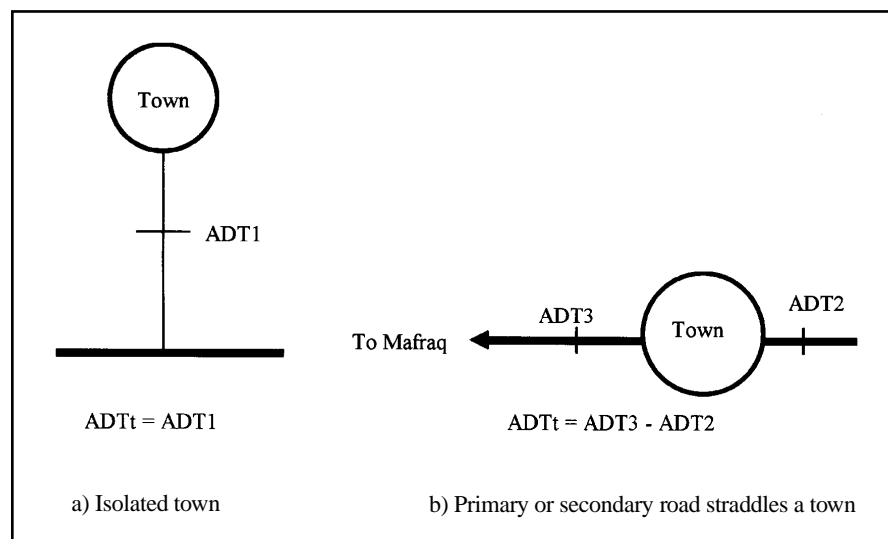 Town
ADT1
ADTt = ADT1
a) Isolated town
ADT3
ADT2
To Mafraq
Town
ADTt = ADT3 - ADT2
b) Primary or secondary road straddles a town